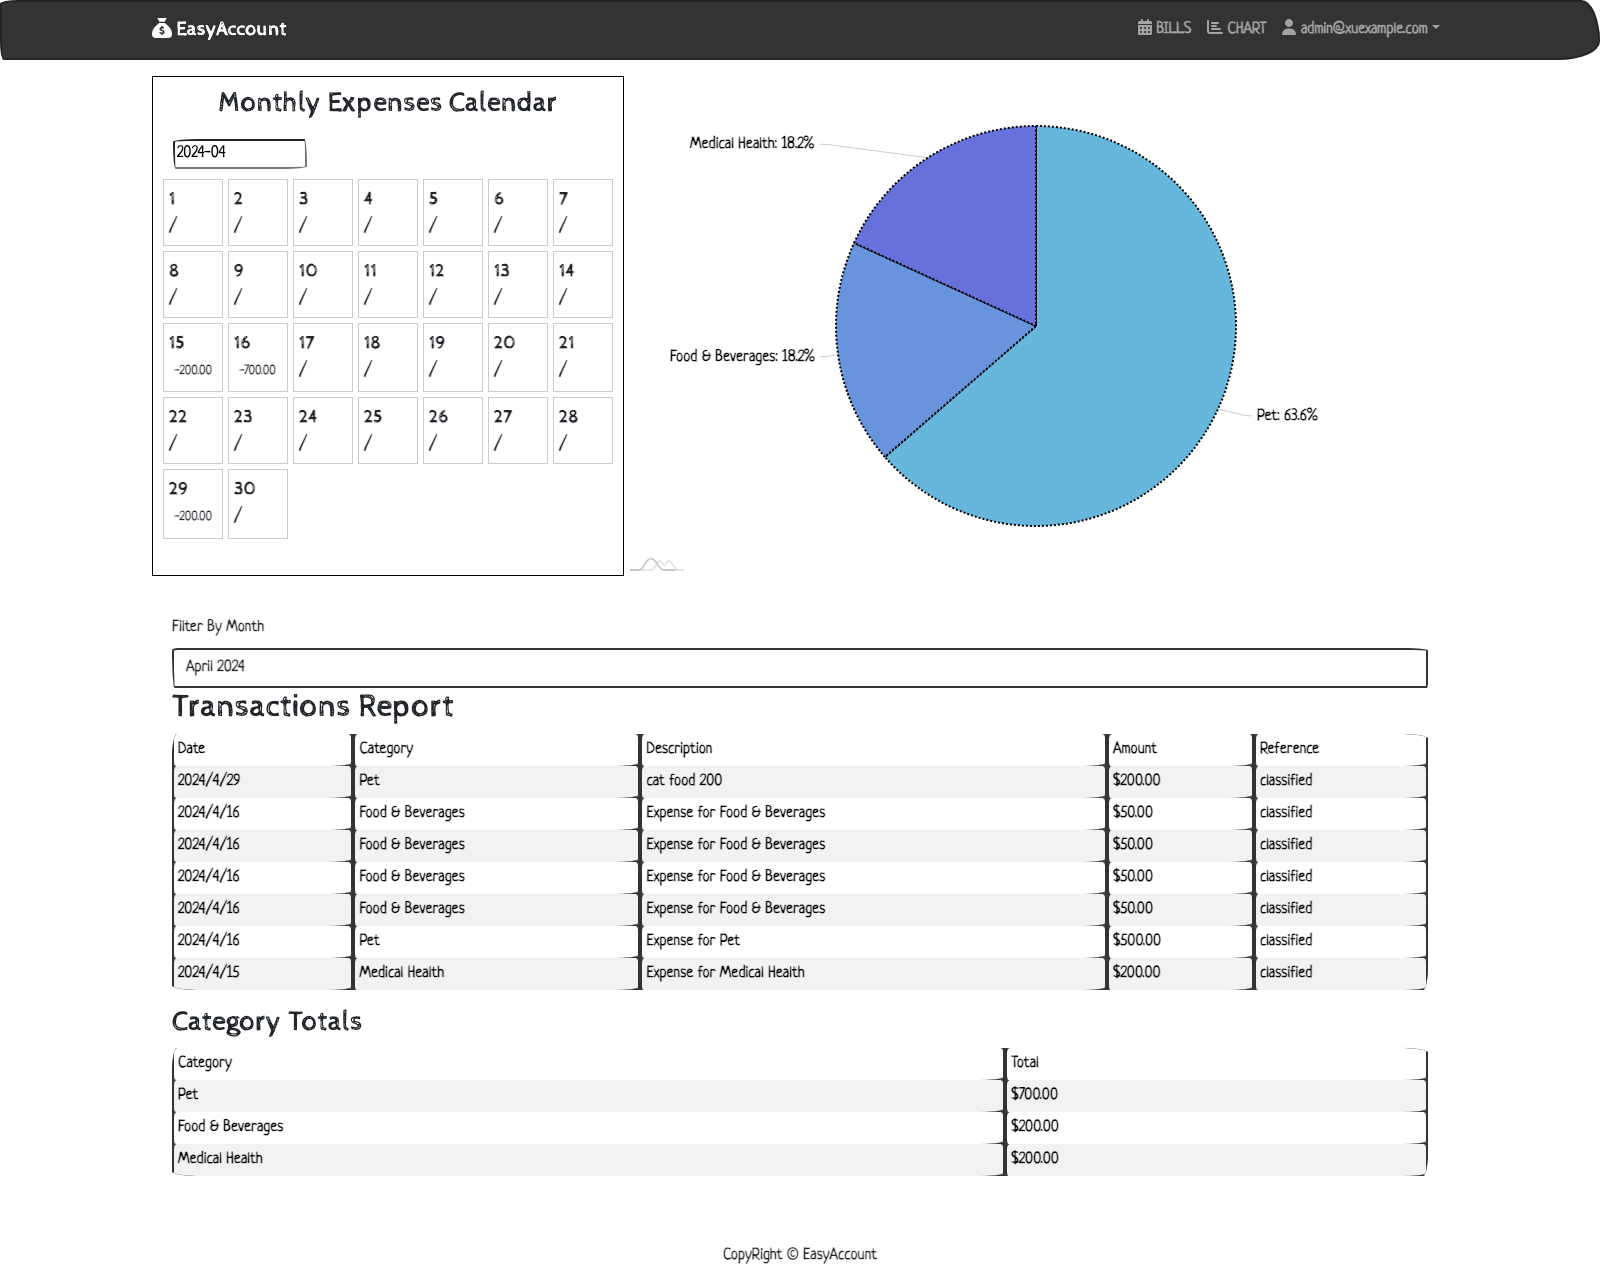 EasyAccount
BILLS CHART admin@xuexample.com
Monthly Expenses Calendar
2024-04
1 2 3 4 5 6 7
/ / / / / / /
8 9 10 11 12 13 14
/ / / / / / /
15 16 17 18 19 20 21
-200.00 -700.00 / / / / /
22 23 24 25 26 27 28
/ / / / / / /
29 30
-200.00 /
Medical Health: 18.2%
Food & Beverages: 18.2%
Pet: 63.6%
Filter By Month
April 2024
Transactions Report
Date Category Description Amount Reference
2024/4/29 Pet cat food 200 $200.00 classified
2024/4/16 Food & Beverages Expense for Food & Beverages $50.00 classified
2024/4/16 Food & Beverages Expense for Food & Beverages $50.00 classified
2024/4/16 Food & Beverages Expense for Food & Beverages $50.00 classified
2024/4/16 Food & Beverages Expense for Food & Beverages $50.00 classified
2024/4/16 Pet Expense for Pet $500.00 classified
2024/4/15 Medical Health Expense for Medical Health $200.00 classified
Category Totals
Category Total
Pet $700.00
Food & Beverages $200.00
Medical Health $200.00
CopyRight © EasyAccount